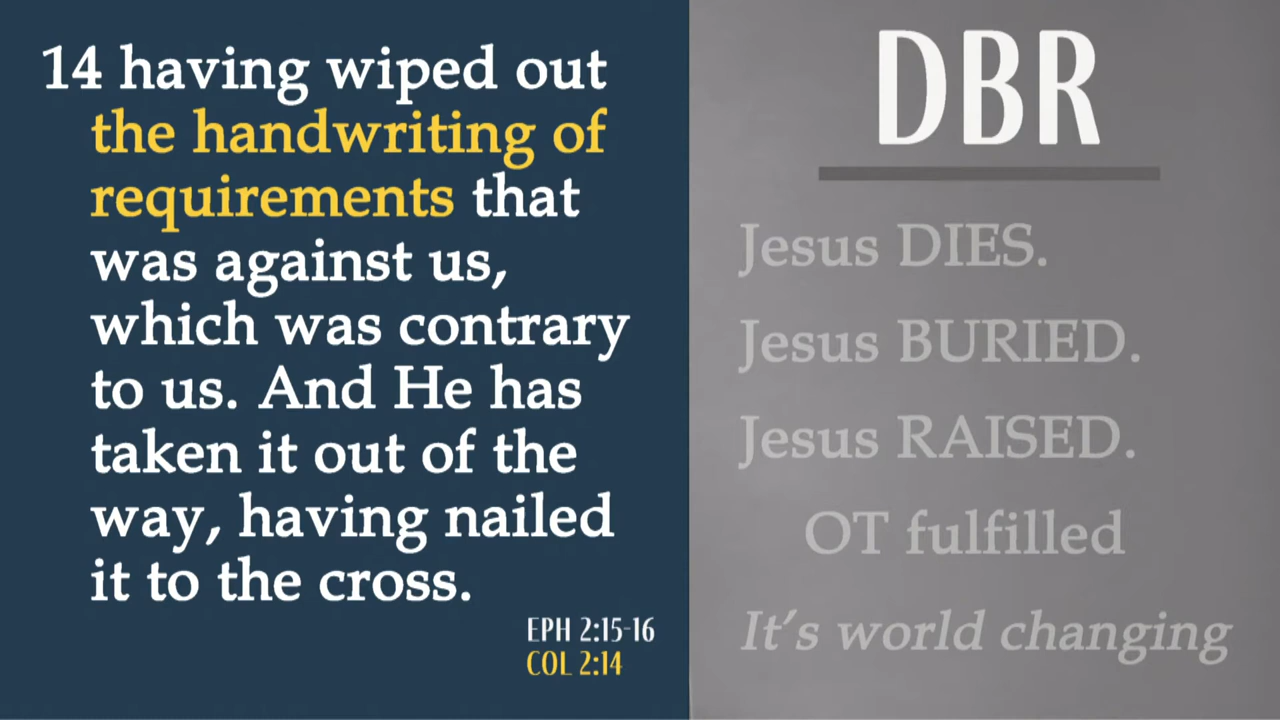 14 having wiped out
the handwriting of
requirements that
was against us,
which was contrary
to us. And He has
taken it out of the
way, having nailed
it to the cross.
EPH 2:15-16
COL 2:14
DBR
Jesus DIES.
Jesus BURIED.
Jesus RAISED.
OT fulfilled
It's world changing